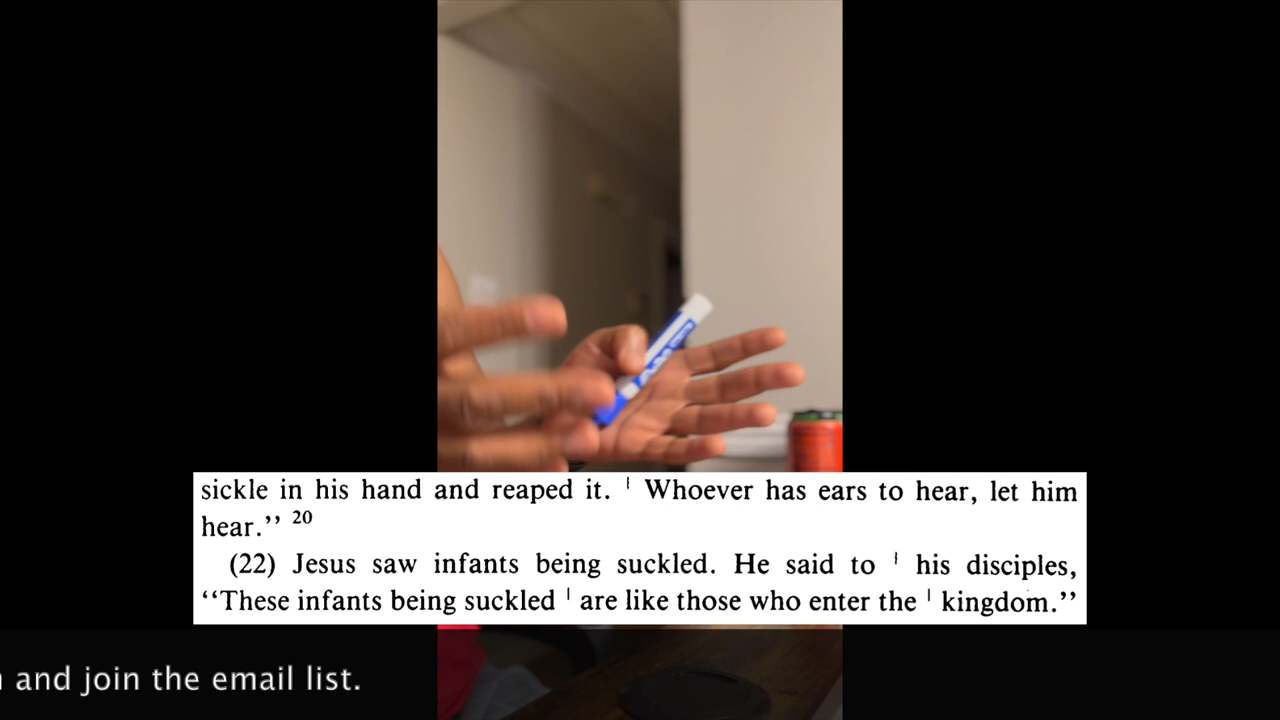 sickle in his hand and reaped it. ˡ Whoever has ears to hear, let him
hear.’’ 20
(22) Jesus saw infants being suckled. He said to ˡ his disciples,
‘‘These infants being suckled ˡ are like those who enter the ˡ kingdom.’’
and join the email list.